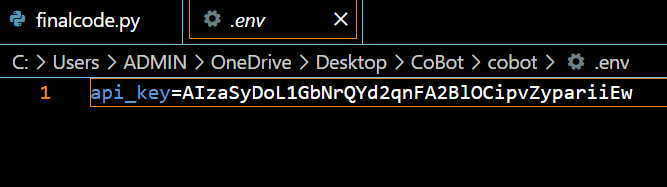 finalcode.py .env ×
C: > Users > ADMIN > OneDrive > Desktop > CoBot > cobot > .env
1 api_key=AIzaSyDoL1GbNrQYd2qnFA2BlOCipvZypariiEw